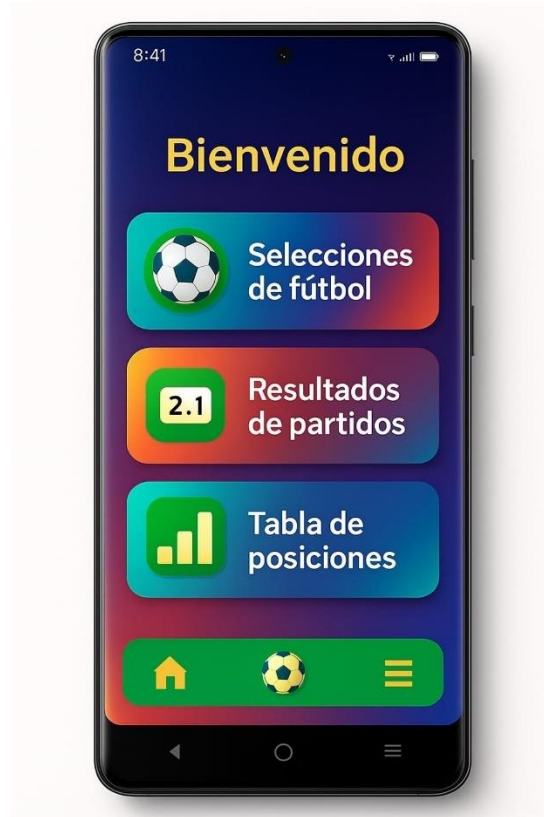 8:41
Bienvenido
Selecciones
de fútbol
2.1
Resultados
de partidos
Tabla de
posiciones